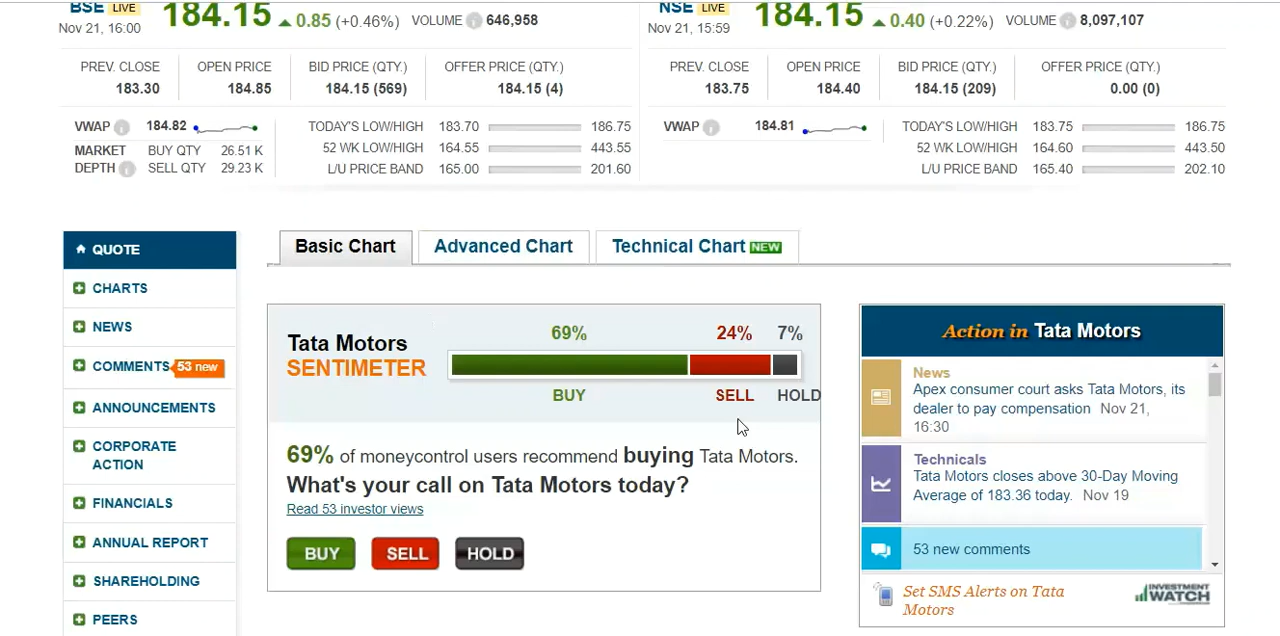 BSE LIVE 184.15 0.85 (+0.46%) VOLUME 646,958
Nov 21, 16:00
PREV. CLOSE OPEN PRICE BID PRICE (QTY.) OFFER PRICE (QTY.)
183.30 184.85 184.15 (569) 184.15 (4)
VWAP 184.82 TODAY'S LOW/HIGH 183.70 186.75
MARKET DEPTH BUY QTY 26.51 K 52 WK LOW/HIGH 164.55 443.55
SELL QTY 29.23 K L/U PRICE BAND 165.00 201.60
NSE LIVE 184.15 0.40 (+0.22%) VOLUME 8,097,107
Nov 21, 15:59
PREV. CLOSE OPEN PRICE BID PRICE (QTY.) OFFER PRICE (QTY.)
183.75 184.40 184.15 (209) 0.00 (0)
VWAP 184.81 TODAY'S LOW/HIGH 183.75 186.75
52 WK LOW/HIGH 164.60 443.50
L/U PRICE BAND 165.40 202.10
QUOTE
CHARTS
NEWS
COMMENTS 53 new
ANNOUNCEMENTS
CORPORATE
ACTION
FINANCIALS
ANNUAL REPORT
SHAREHOLDING
PEERS
Basic Chart Advanced Chart Technical Chart NEW
69% 24% 7%
Tata Motors
SENTIMETER
BUY SELL HOLD
69% of moneycontrol users recommend buying Tata Motors.
What's your call on Tata Motors today?
Read 53 investor views
BUY SELL HOLD
Action in Tata Motors
News
Apex consumer court asks Tata Motors, its
dealer to pay compensation Nov 21,
16:30
Technicals
Tata Motors closes above 30-Day Moving
Average of 183.36 today. Nov 19
53 new comments
Set SMS Alerts on Tata
Motors
INVESTMENT
WATCH